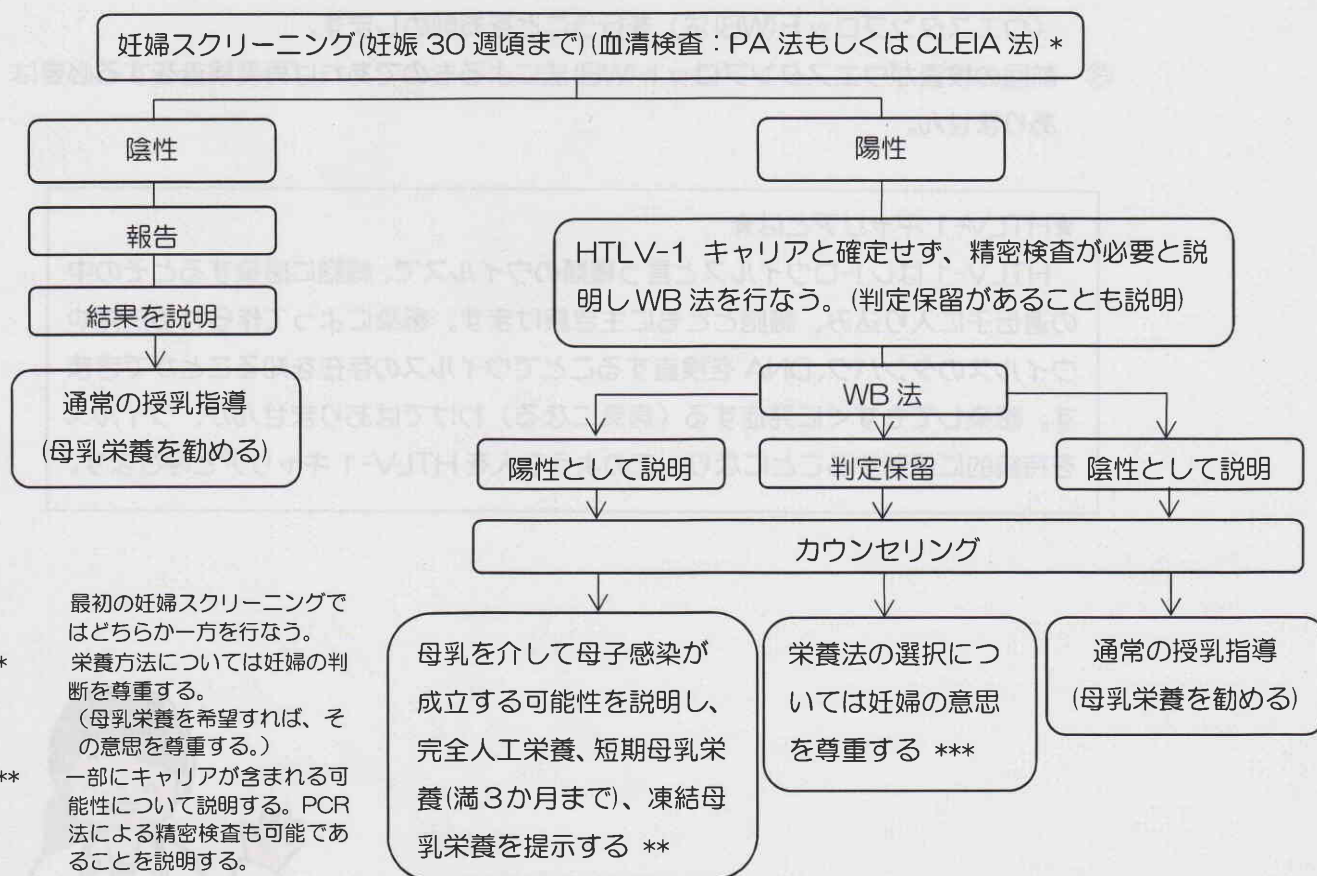 妊婦スクリーニング(妊娠 30 週頃まで)(血清検査：PA 法もしくは CLEIA 法) *
陰性
報告
結果を説明
通常の授乳指導
(母乳栄養を勧める)
陽性
HTLV-1 キャリアと確定せず、精密検査が必要と説
明し WB 法を行なう。(判定保留があることも説明)
WB 法
陽性として説明
判定保留
陰性として説明
カウンセリング
母乳を介して母子感染が
成立する可能性を説明し、
完全人工栄養、短期母乳栄
養(満３か月まで)、凍結母
乳栄養を提示する **
栄養法の選択につ
いては妊婦の意思
を尊重する ***
通常の授乳指導
(母乳栄養を勧める)
最初の妊婦スクリーニングで
はどちらか一方を行なう。
* 栄養方法については妊婦の判
断を尊重する。
（母乳栄養を希望すれば、そ
の意思を尊重する。）
** 一部にキャリアが含まれる可
能性について説明する。PCR
法による精密検査も可能であ
ることを説明する。